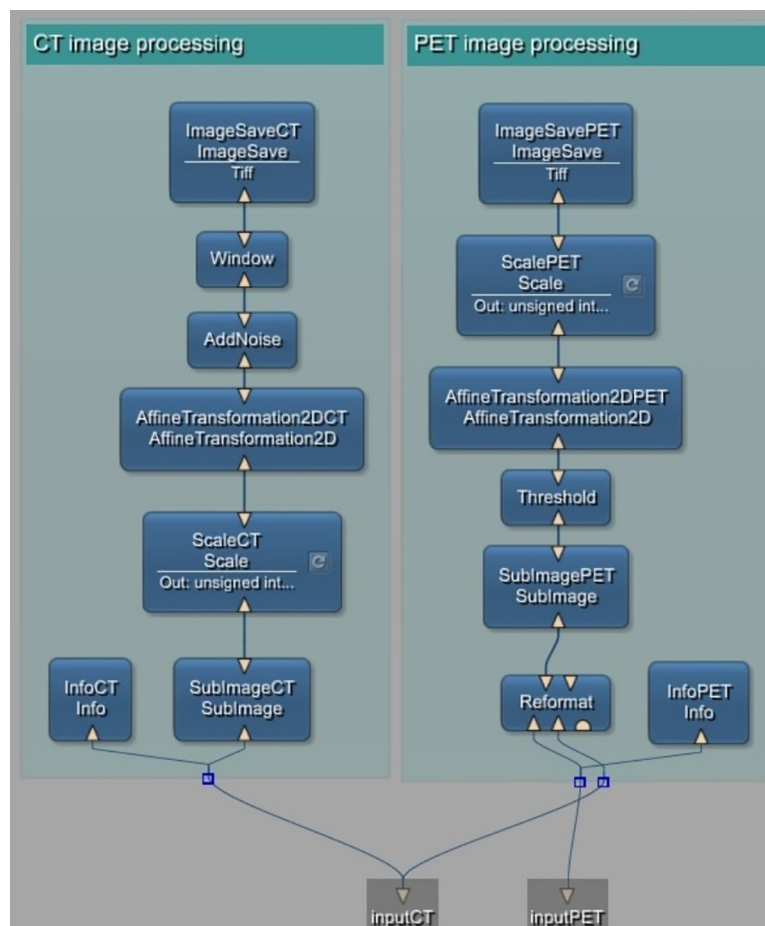 CT image processing
ImageSaveCT
ImageSave
Tiff
Window
AddNoise
AffineTransformation2DCT
AffineTransformation2D
ScaleCT
Scale
Out: unsigned int...
InfoCT
Info
SubImageCT
SubImage
PET image processing
ImageSavePET
ImageSave
Tiff
ScalePET
Scale
Out: unsigned int...
AffineTransformation2DPET
AffineTransformation2D
Threshold
SubImagePET
SubImage
Reformat
InfoPET
Info
inputCT
inputPET